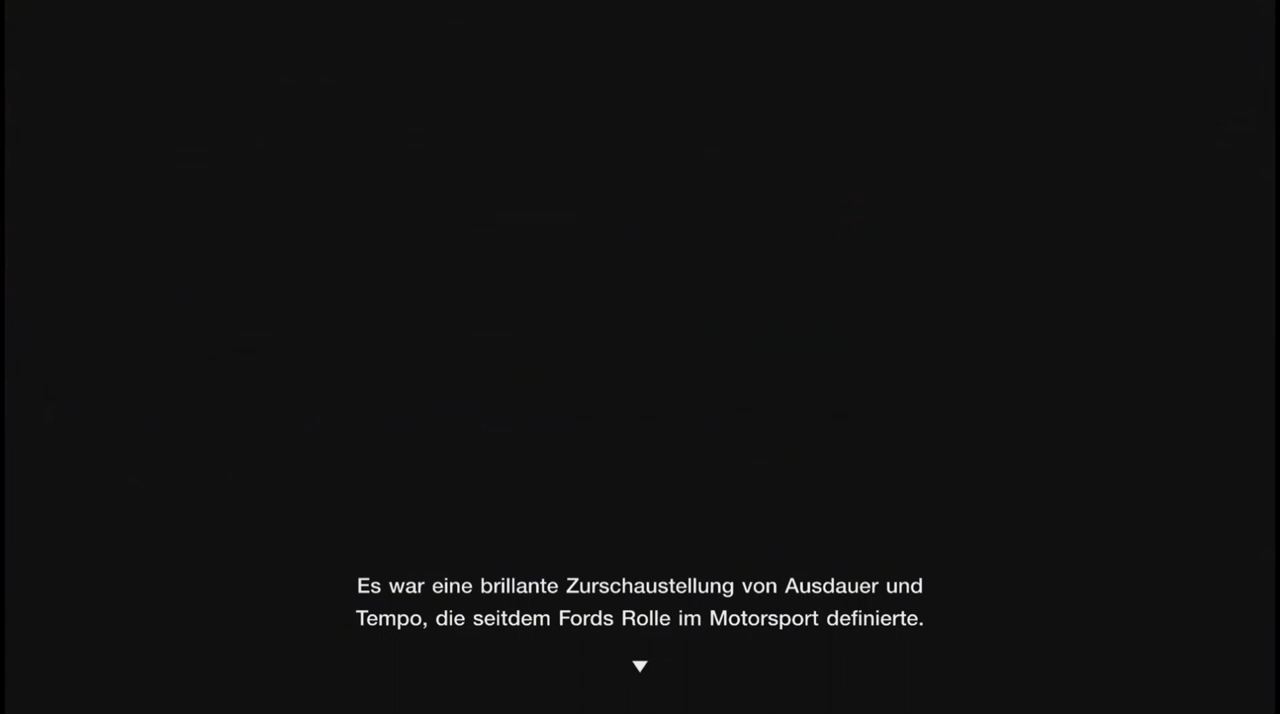 Es war eine brillante Zurschaustellung von Ausdauer und
Tempo, die seitdem Fords Rolle im Motorsport definierte.